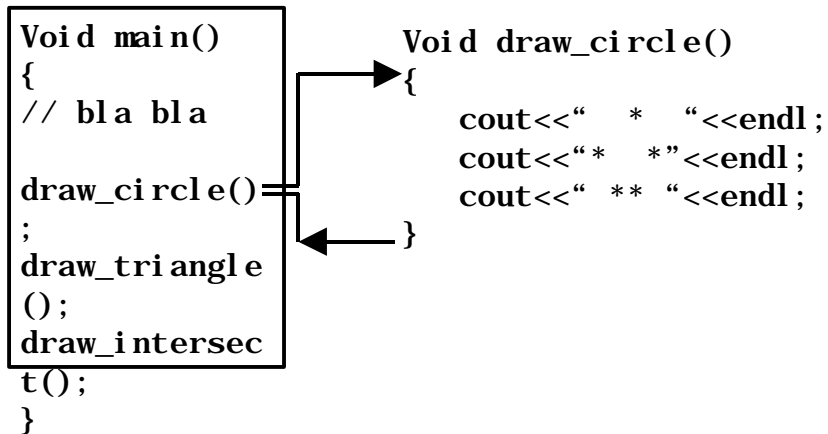 Void main()
{
// bla bla
draw_circle()
;
draw_triangle
();
draw_intersec
t();
}
Void draw_circle()
{
cout<<“  *  “<<endl;
cout<<“*  *”<<endl;
cout<<“ ** “<<endl;
}